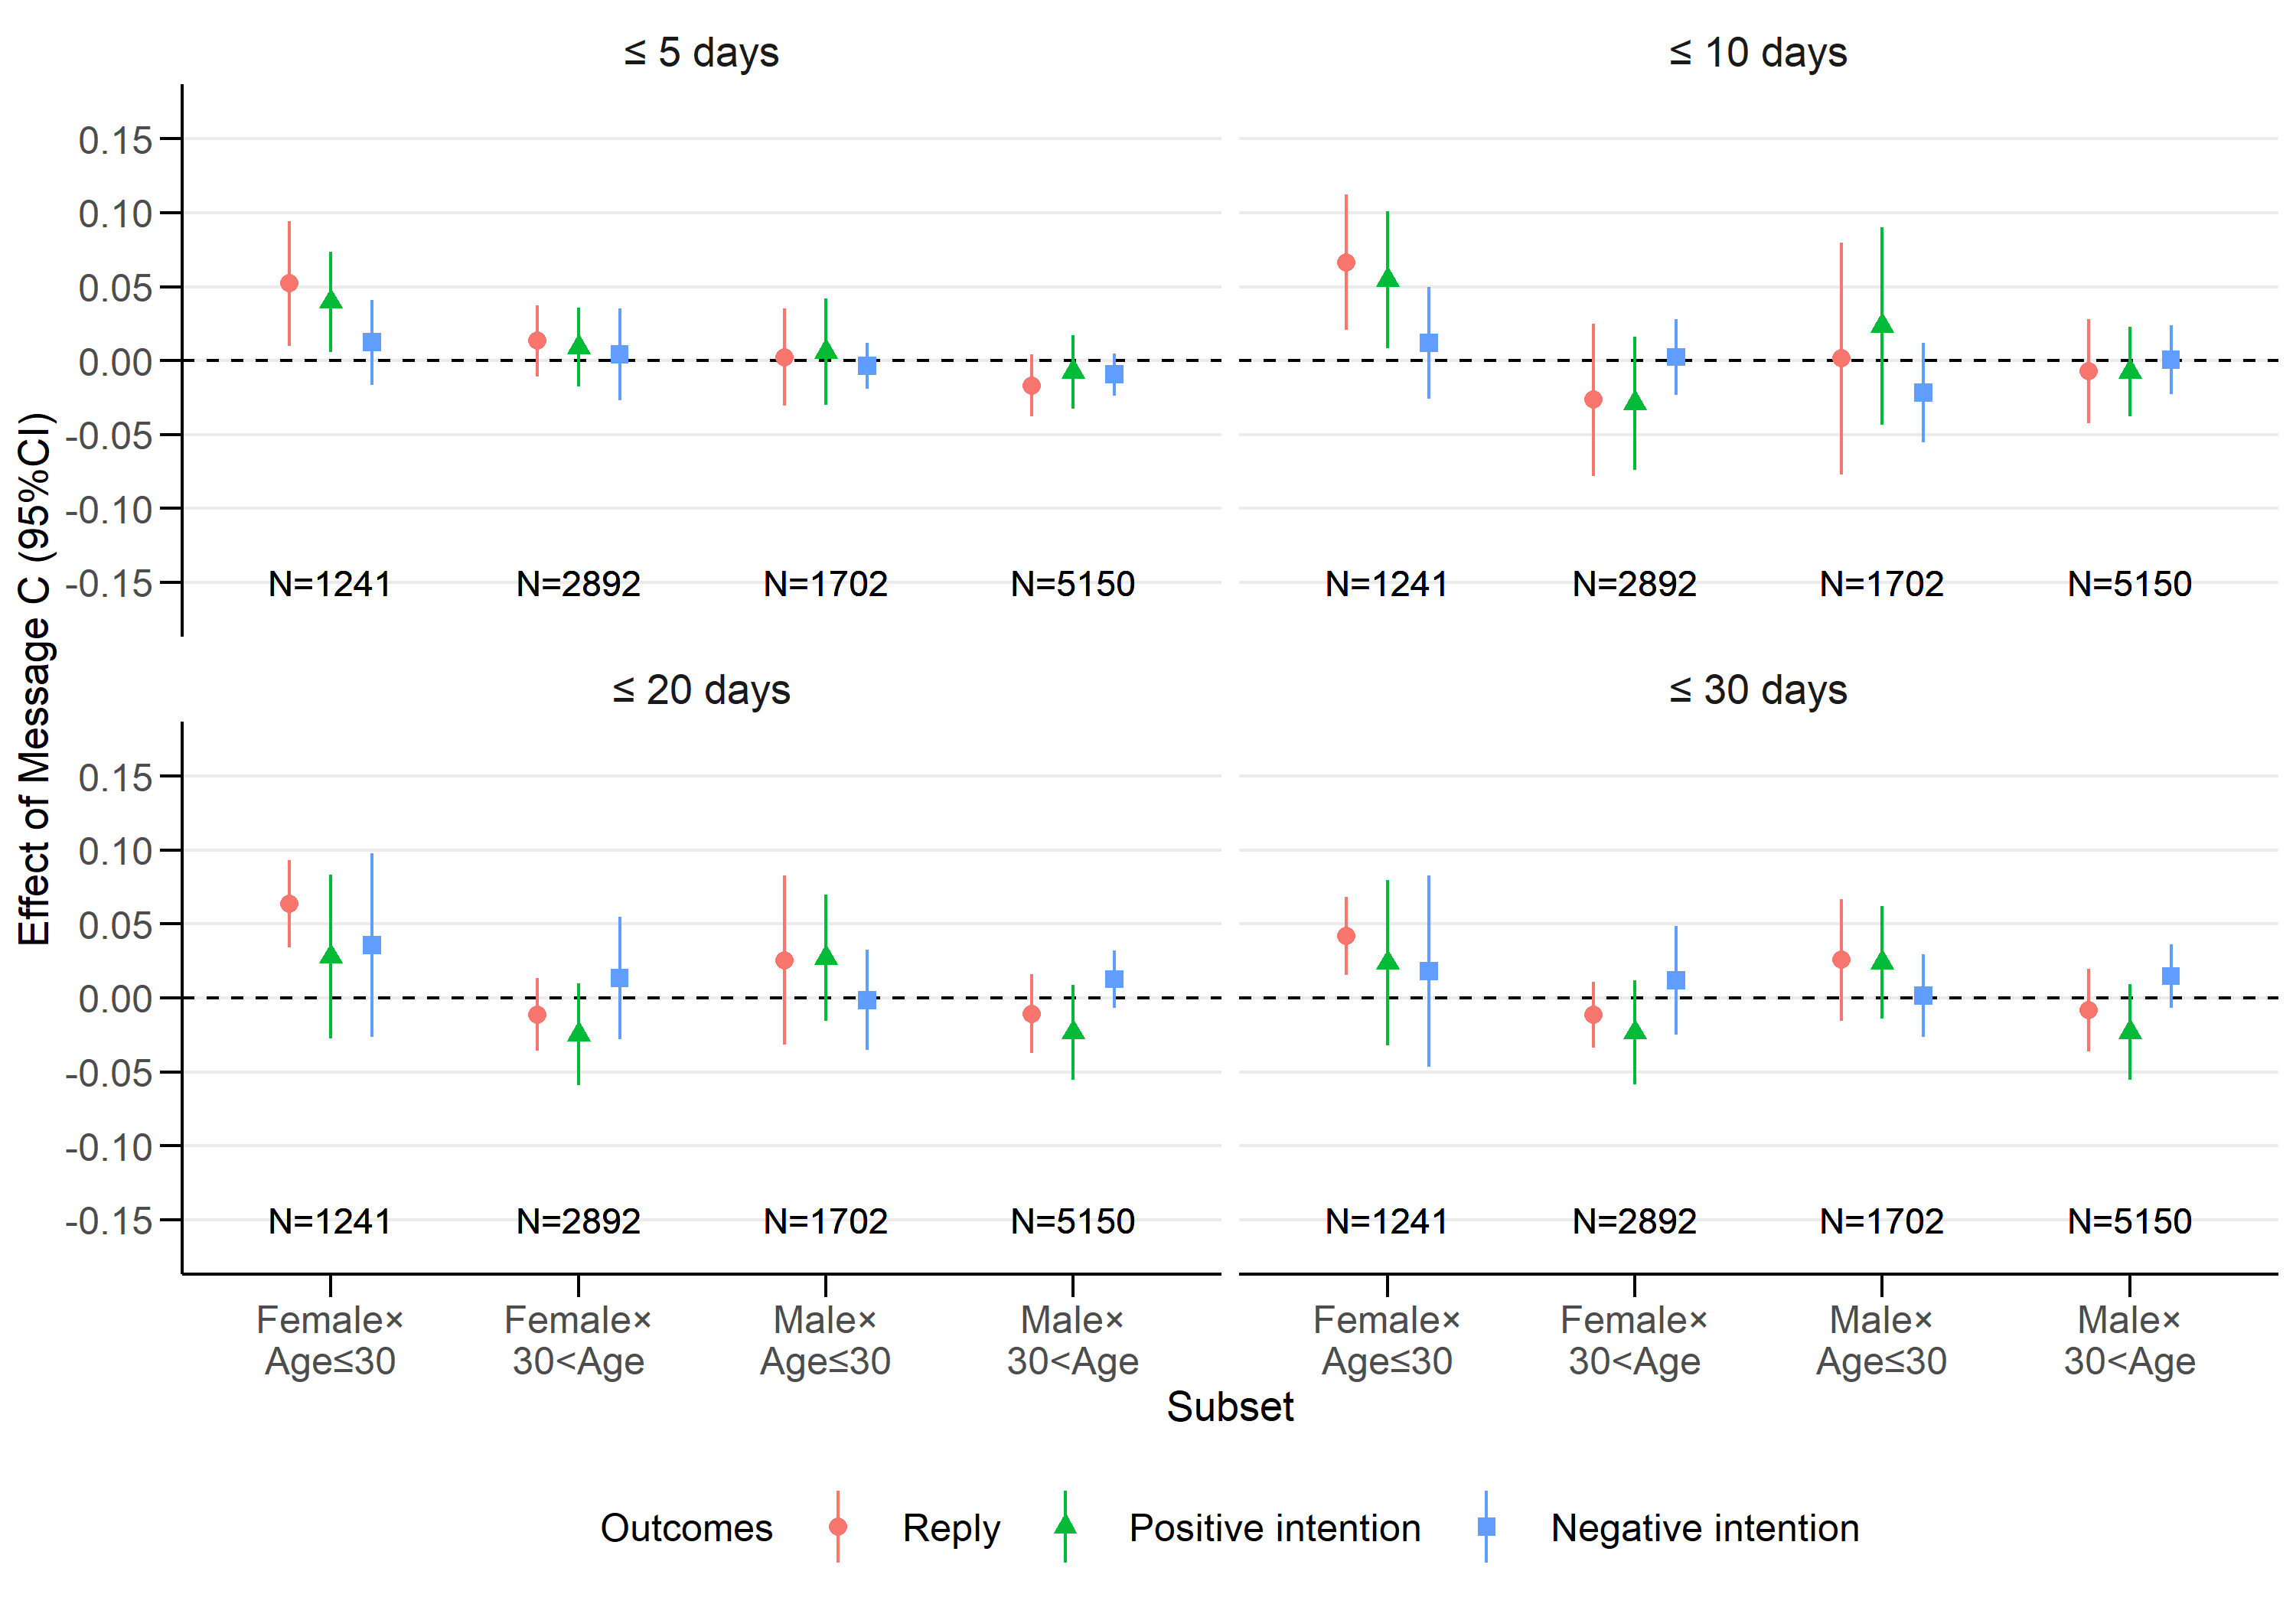 ≤ 5 days
≤ 10 days
0.15
0.10
0.05
0.00
-0.05
-0.10
-0.15
N=1241
N=2892
N=1702
N=5150
N=1241
N=2892
N=1702
N=5150
Effect of Message C (95%CI)
≤ 20 days
≤ 30 days
0.15
0.10
0.05
0.00
-0.05
-0.10
-0.15
N=1241
N=2892
N=1702
N=5150
N=1241
N=2892
N=1702
N=5150
Female×
Age≤30
Female×
30<Age
Male×
Age≤30
Male×
30<Age
Female×
Age≤30
Female×
30<Age
Male×
Age≤30
Male×
30<Age
Subset
Outcomes
Reply
Positive intention
Negative intention